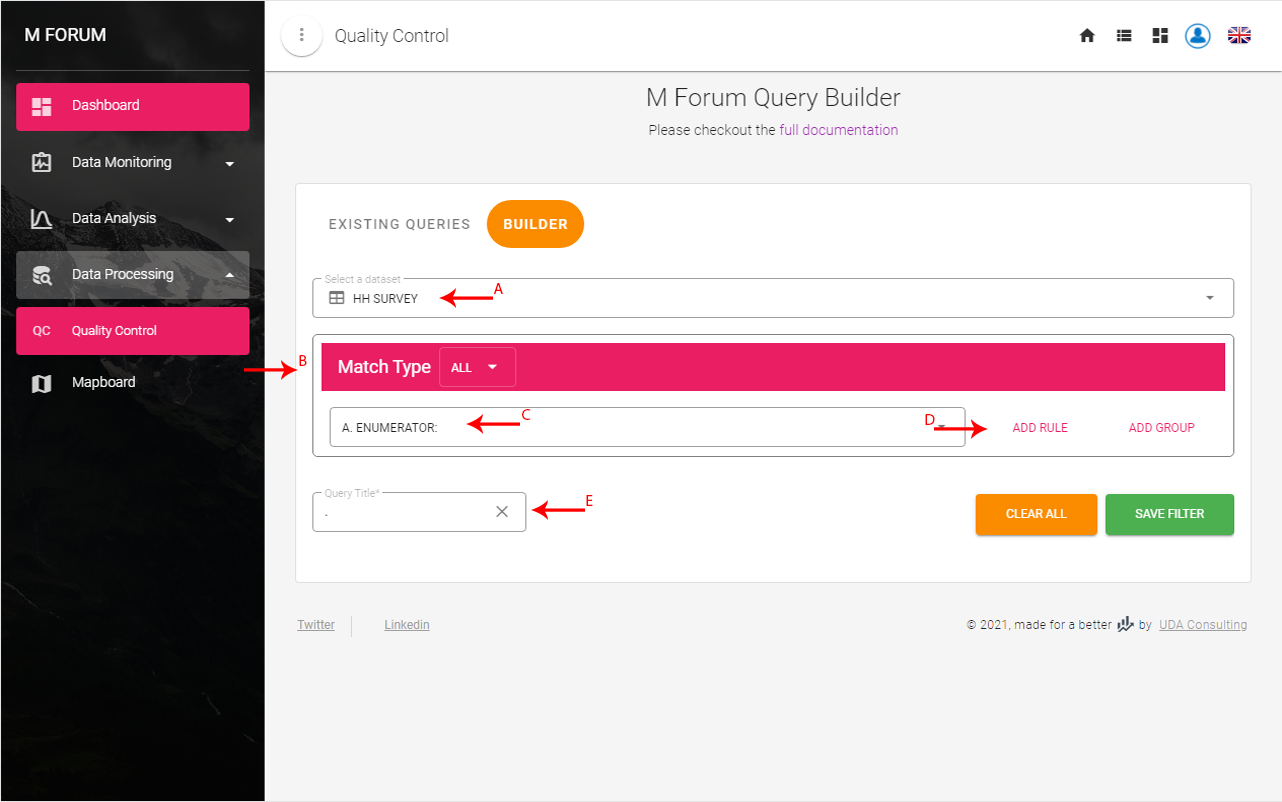 M FORUM
Dashboard
Data Monitoring
Data Analysis
Data Processing
QC Quality Control
Mapboard
Quality Control
M Forum Query Builder
Please checkout the full documentation
EXISTING QUERIES BUILDER
Select a dataset
HH SURVEY A
B
Match Type ALL
C
D
A. ENUMERATOR: ADD RULE ADD GROUP
Query Title*
. E
CLEAR ALL SAVE FILTER
Twitter Linkedin © 2021, made for a better by UDA Consulting